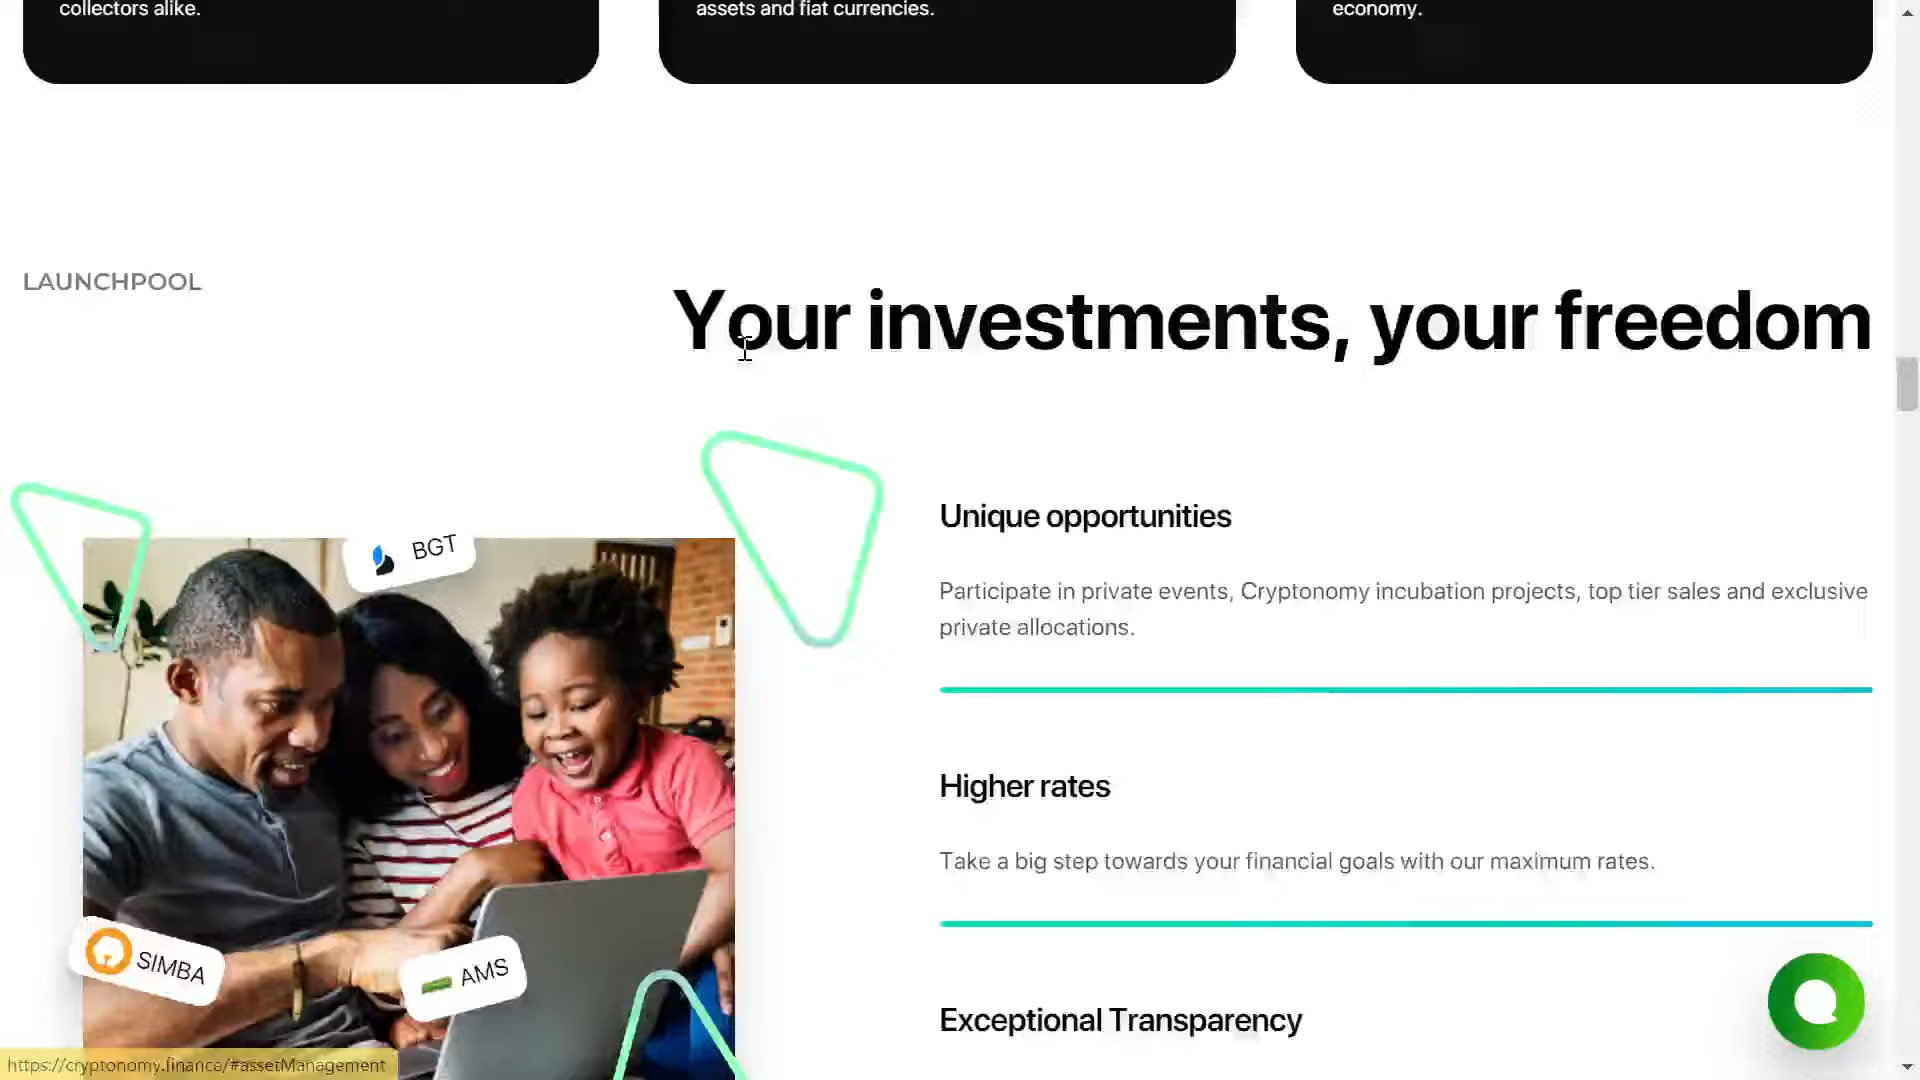 collectors alike.
assets and fiat currencies.
economy.
LAUNCHPOOL
Your investments, your freedom
Unique opportunities
Participate in private events, Cryptonomy incubation projects, top tier sales and exclusive
private allocations.
BGT
Higher rates
Take a big step towards your financial goals with our maximum rates.
SIMBA
AMS
Exceptional Transparency
https://cryptonomy.finance/#assetManagement